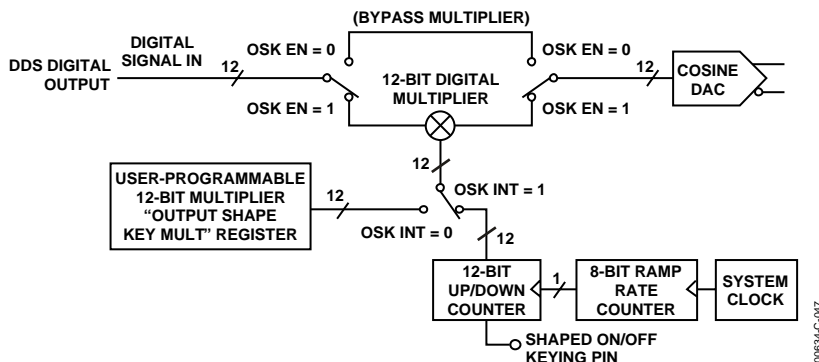 (BYPASS MULTIPLIER)
DIGITAL
SIGNAL IN
OSK EN = 0
OSK EN = 0
DDS DIGITAL
OUTPUT
12
12-BIT DIGITAL
MULTIPLIER
12
COSINE
DAC
OSK EN = 1
OSK EN = 1
12
USER-PROGRAMMABLE
12-BIT MULTIPLIER
“OUTPUT SHAPE
KEY MULT” REGISTER
12
OSK INT = 1
OSK INT = 0
12
12-BIT
UP/DOWN
COUNTER
1
8-BIT RAMP
RATE
COUNTER
SYSTEM
CLOCK
SHAPED ON/OFF
KEYING PIN
00634-C-047